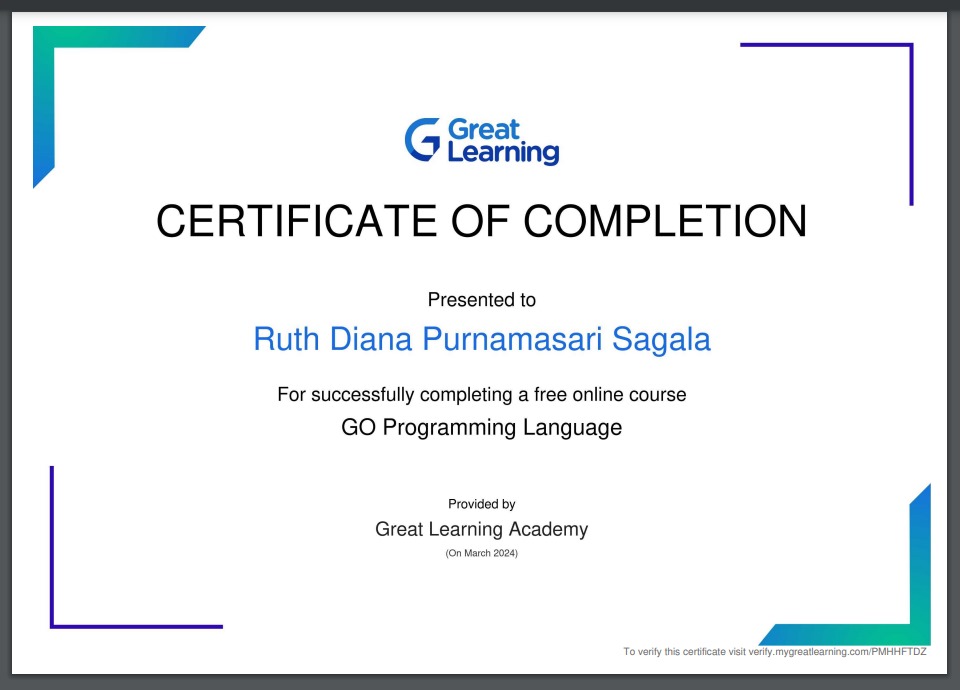 Great
Learning
CERTIFICATE OF COMPLETION
Presented to
Ruth Diana Purnamasari Sagala
For successfully completing a free online course
GO Programming Language
Provided by
Great Learning Academy
(On March 2024)
To verify this certificate visit verify.mygreatlearning.com/PMHHFTDZ